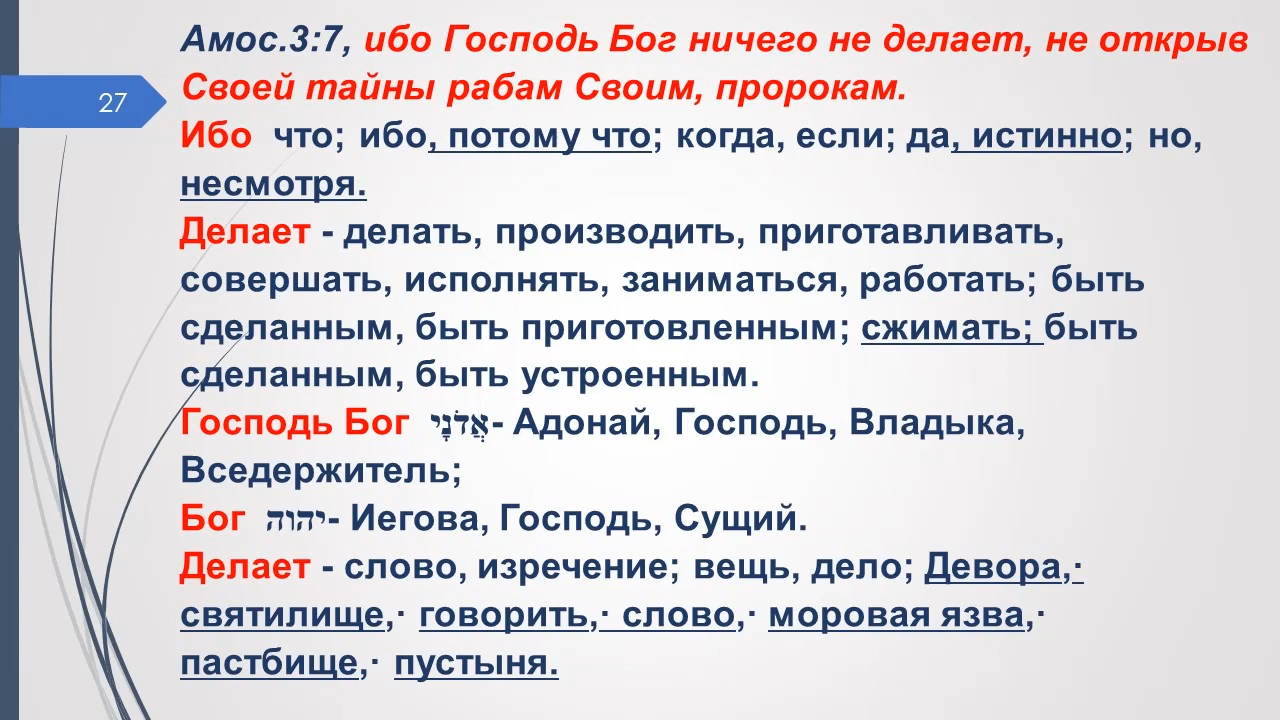 27
Амос.3:7, ибо Господь Бог ничего не делает, не открыв
Своей тайны рабам Своим, пророкам.
Ибо что; ибо, потому что; когда, если; да, истинно; но,
несмотря.
Делает - делать, производить, приготавливать,
совершать, исполнять, заниматься, работать; быть
сделанным, быть приготовленным; сжимать; быть
сделанным, быть устроенным.
Господь Бог אֲדֹנָי- Адонай, Господь, Владыка,
Вседержитель;
Бог יהוה- Иегова, Господь, Сущий.
Делает - слово, изречение; вещь, дело; Девора,·
святилище,· говорить,· слово,· моровая язва,·
пастбище,· пустыня.